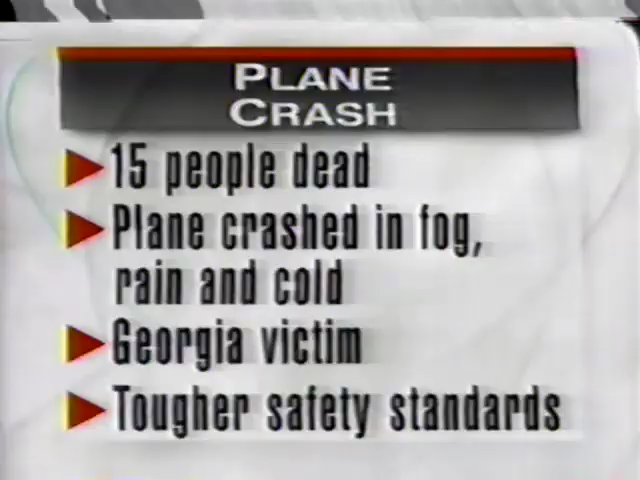 PLANE
CRASH
15 people dead
Plane crashed in fog,
rain and cold
Georgia victim
Tougher safety standards